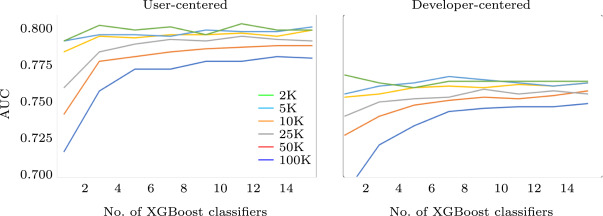 User-centered
Developer-centered
0.800
0.775
0.750
0.725
0.700
AUC
2K
5K
10K
25K
50K
100K
2 4 6 8 10 12 14
2 4 6 8 10 12 14
No. of XGBoost classifiers
No. of XGBoost classifiers